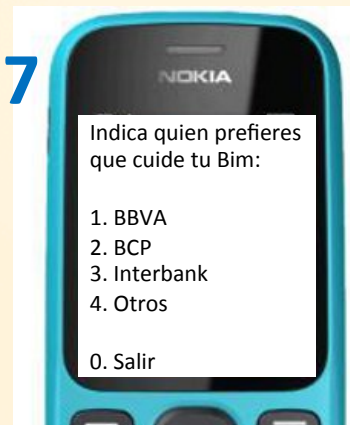 7
NOKIA
Indica quien prefieres
que cuide tu Bim:
1. BBVA
2. BCP
3. Interbank
4. Otros
0. Salir